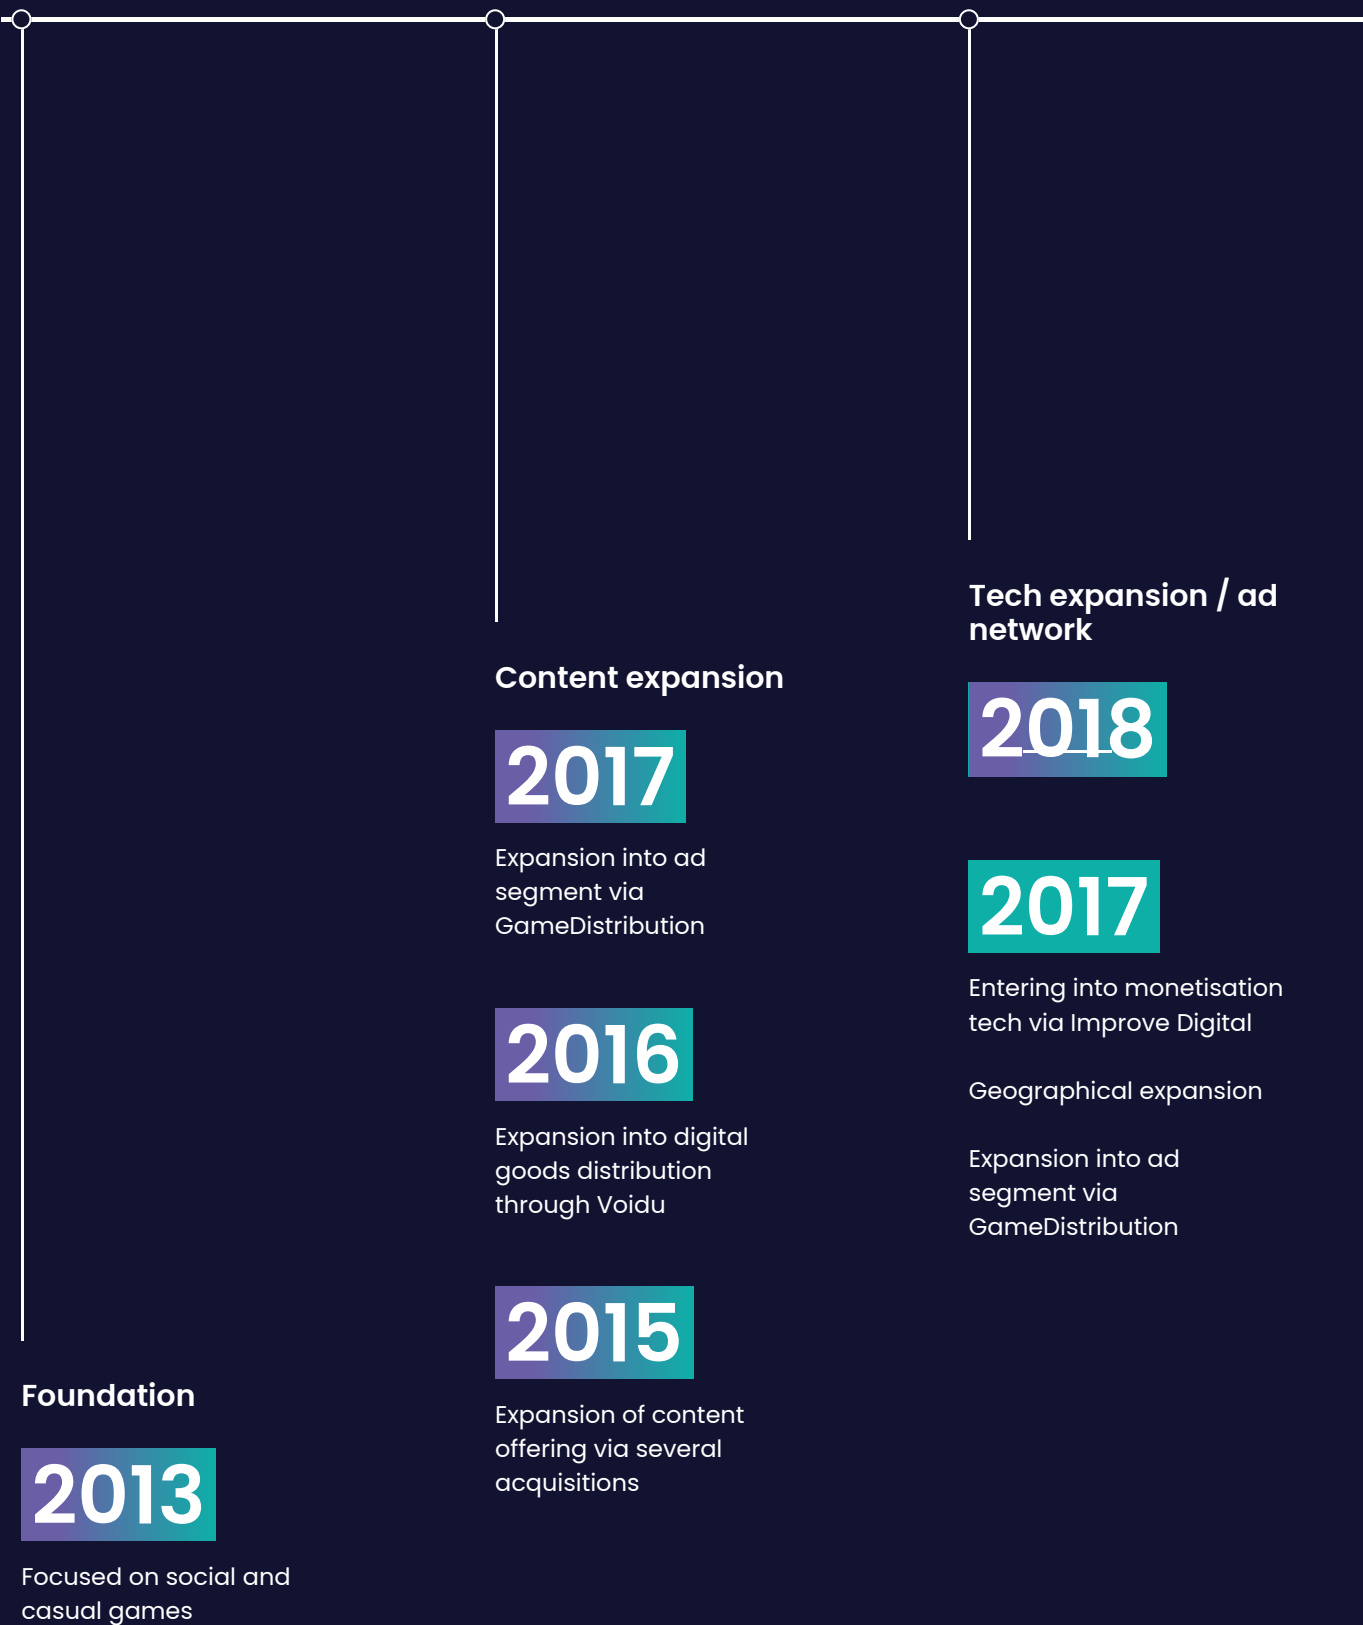 Foundation
2013
Focused on social and
casual games
Content expansion
2017
Expansion into ad
segment via
GameDistribution
2016
Expansion into digital
goods distribution
through Voidu
2015
Expansion of content
offering via several
acquisitions
Tech expansion / ad
network
2018
2017
Entering into monetisation
tech via Improve Digital
Geographical expansion
Expansion into ad
segment via
GameDistribution